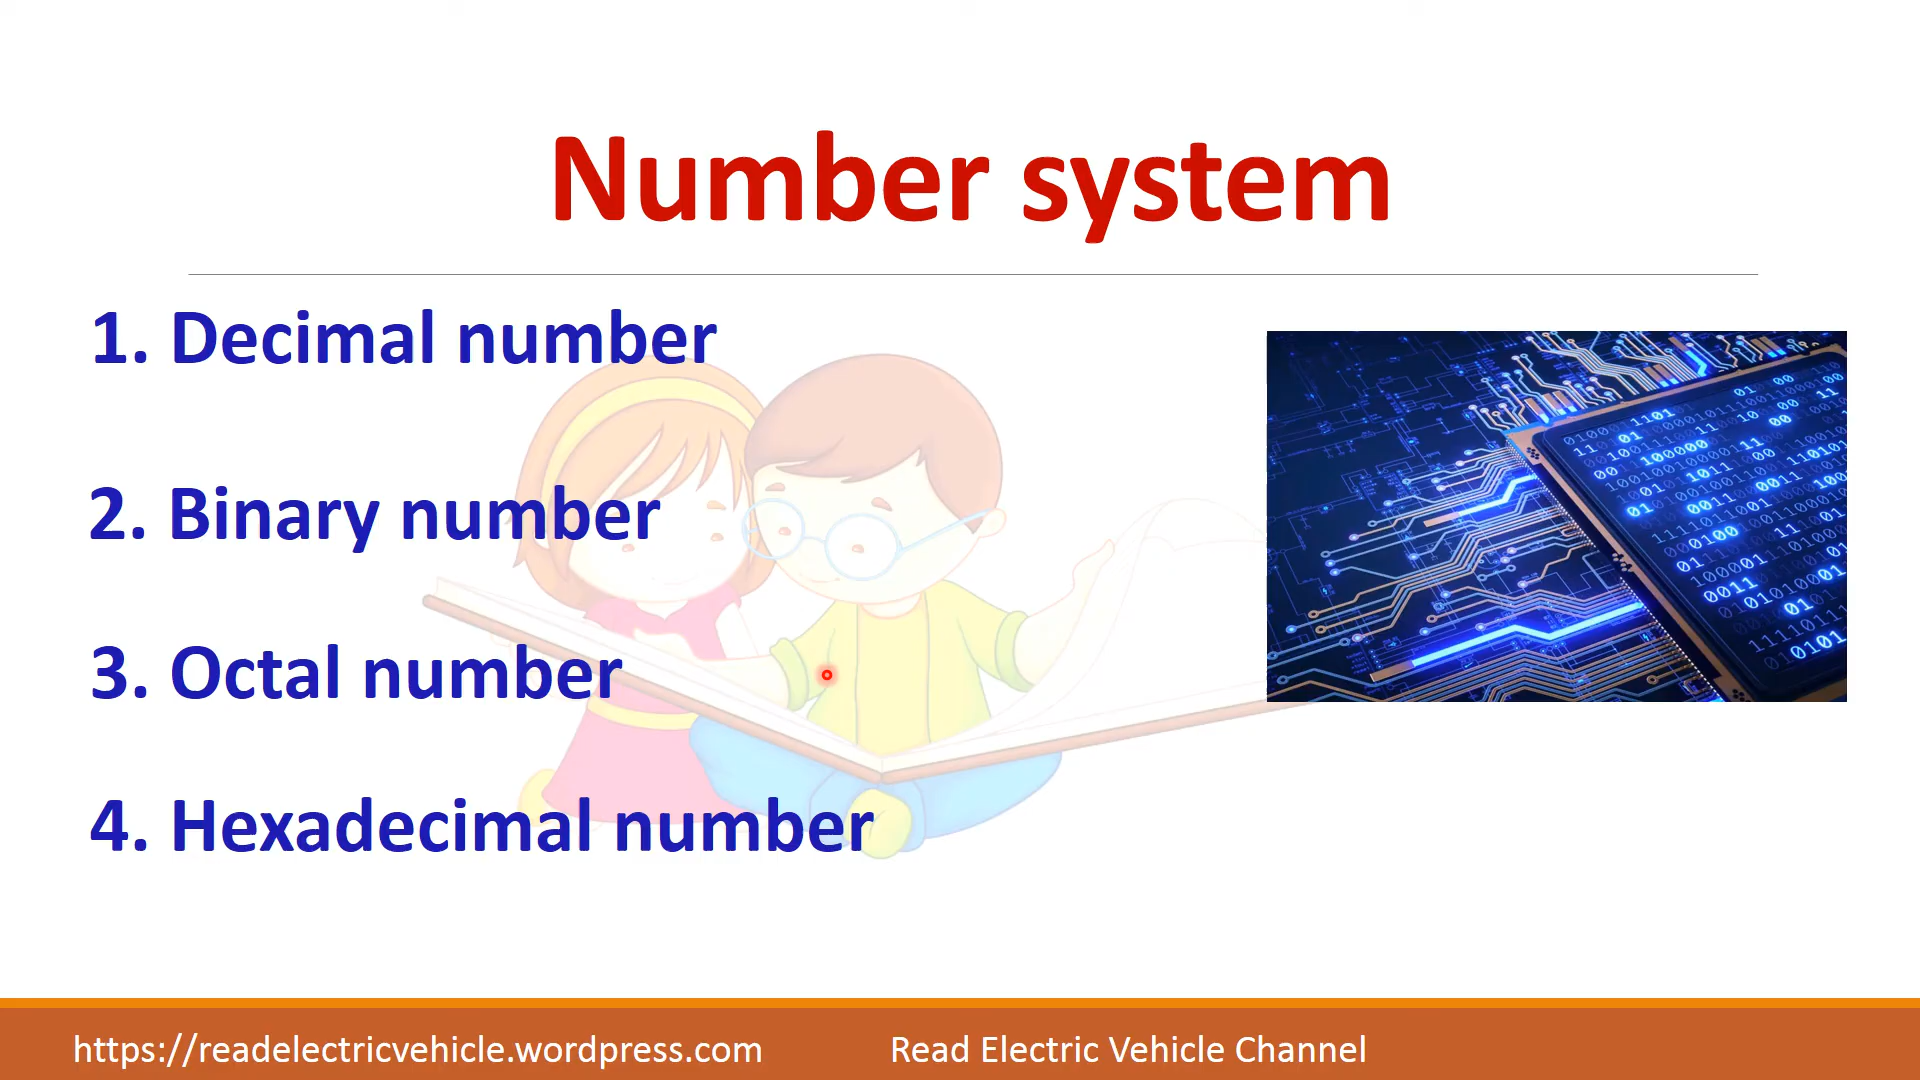 Number system
1. Decimal number
2. Binary number
3. Octal number
4. Hexadecimal number
https://readelectricvehicle.wordpress.com
Read Electric Vehicle Channel